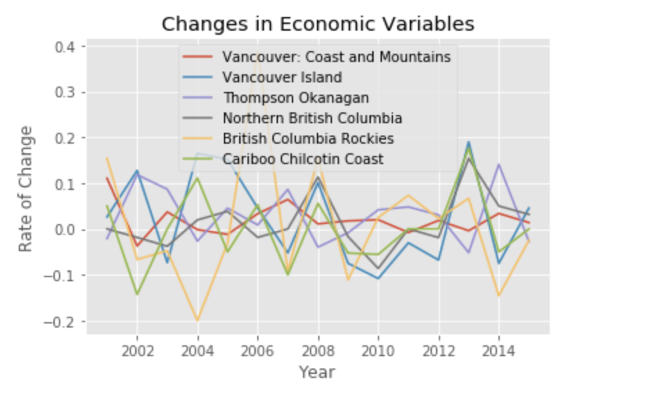 Changes in Economic Variables
0.4
0.3
0.2
0.1
0.0
−0.1
−0.2
Rate of Change
Vancouver: Coast and Mountains
Vancouver Island
Thompson Okanagan
Northern British Columbia
British Columbia Rockies
Cariboo Chilcotin Coast
2002 2004 2006 2008 2010 2012 2014
Year